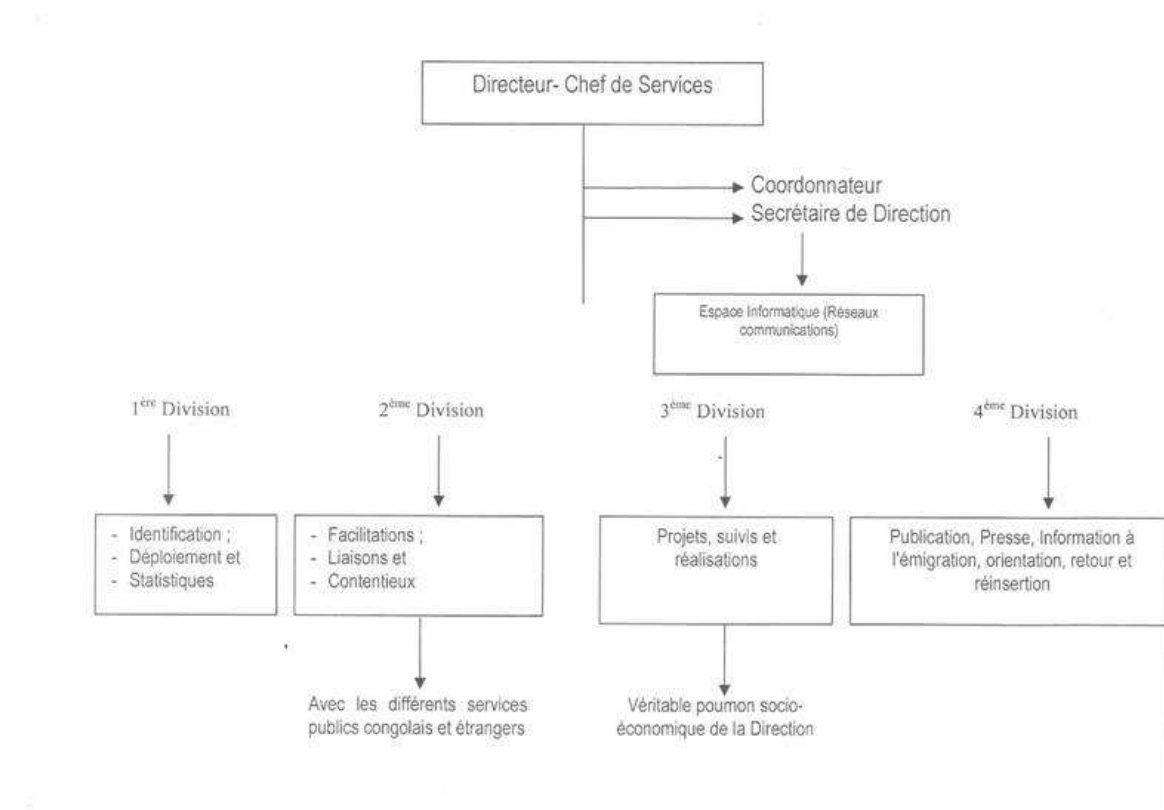 Directeur- Chef de Services
Coordonnateur
Secrétaire de Direction
Espace Informatique (Réseaux
communications)
1ère Division
2ème Division
3ème Division
4ème Division
- Identification ;
- Déploiement et
- Statistiques
- Facilitations ;
- Liaisons et
- Contentieux
Projets, suivis et
réalisations
Publication, Presse, Information à
l'émigration, orientation, retour et
réinsertion
Avec les différents services
publics congolais et étrangers
Véritable poumon socio-
économique de la Direction